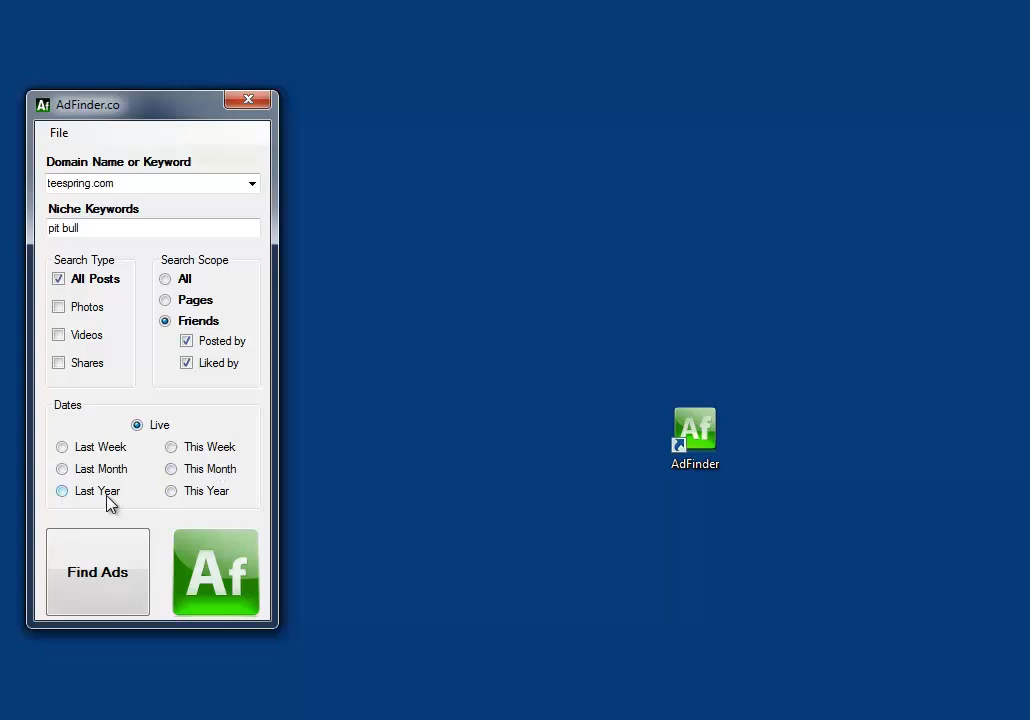 Af AdFinder.co
File
Domain Name or Keyword
teespring.com
Niche Keywords
pit bull
Search Type
Search Scope
All Posts
All
Photos
Pages
Videos
Friends
Posted by
Shares
Liked by
Dates
Live
Last Week
This Week
Last Month
This Month
Last Year
This Year
Find Ads
Af
Af
AdFinder